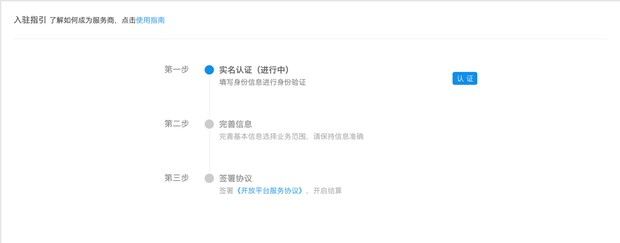 入驻指引 了解如何成为服务商，点击使用指南
第一步 实名认证（进行中）
填写身份信息进行身份验证
认 证
第二步 完善信息
完善基本信息选择业务范围，请保持信息准确
第三步 签署协议
签署《开放平台服务协议》，开启结算